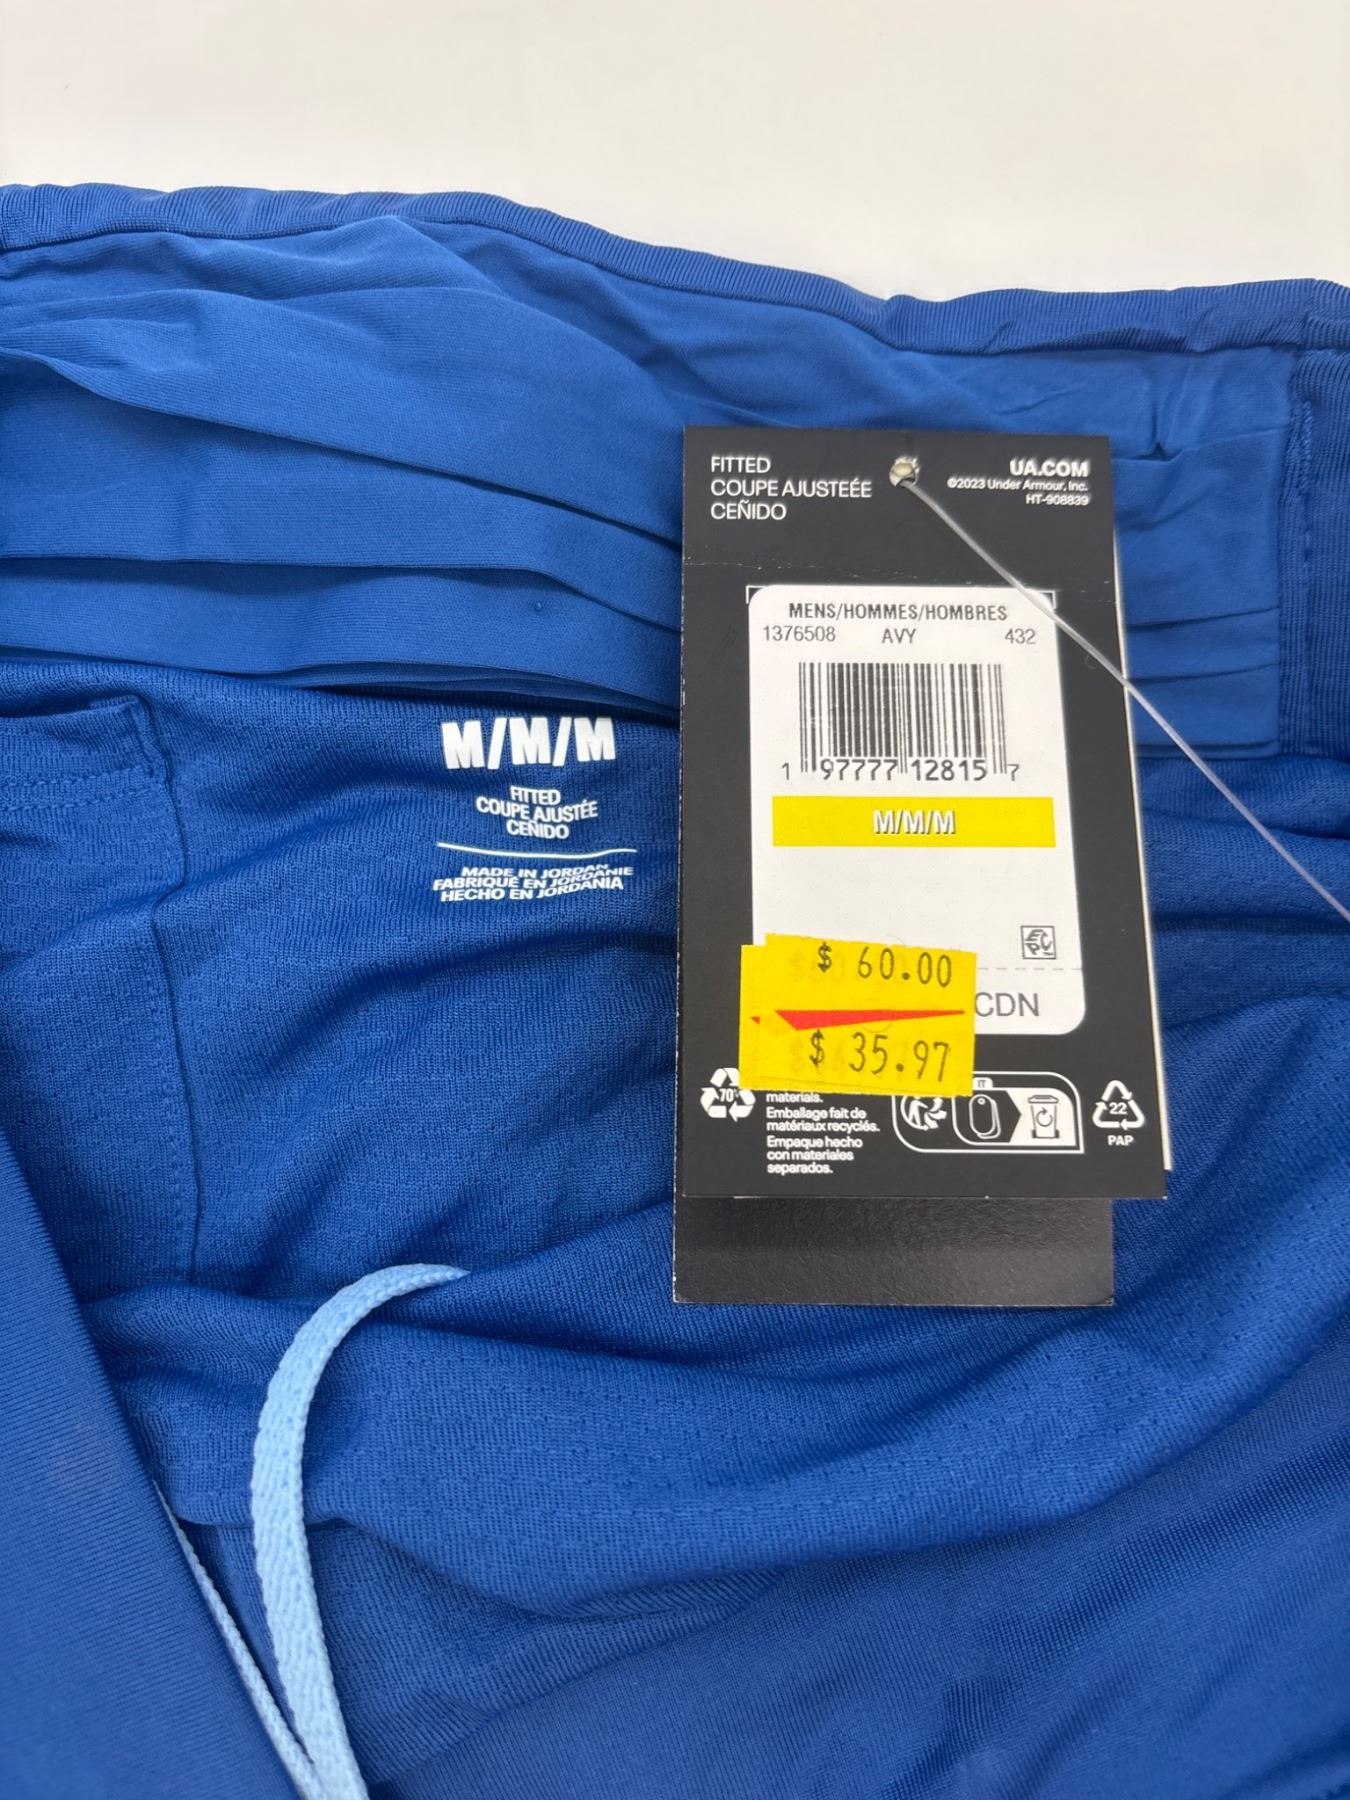 FITTED
COUPE AJUSTEÉE
CEÑIDO
UA.COM
©2023 Under Armour, Inc.
HT-908839
MENS/HOMMES/HOMBRES
1376508 AVY 432
1 97777 12815 7
M/M/M
$ 60.00
$ 35.97
CDN
70%
materials.
Emballage fait de
matériaux recyclés.
Empaque hecho
con materiales
separados.
IT
22
PAP
M/M/M
FITTED
COUPE AJUSTÉE
CEÑIDO
MADE IN JORDAN
FABRIQUÉ EN JORDANIE
HECHO EN JORDANIA